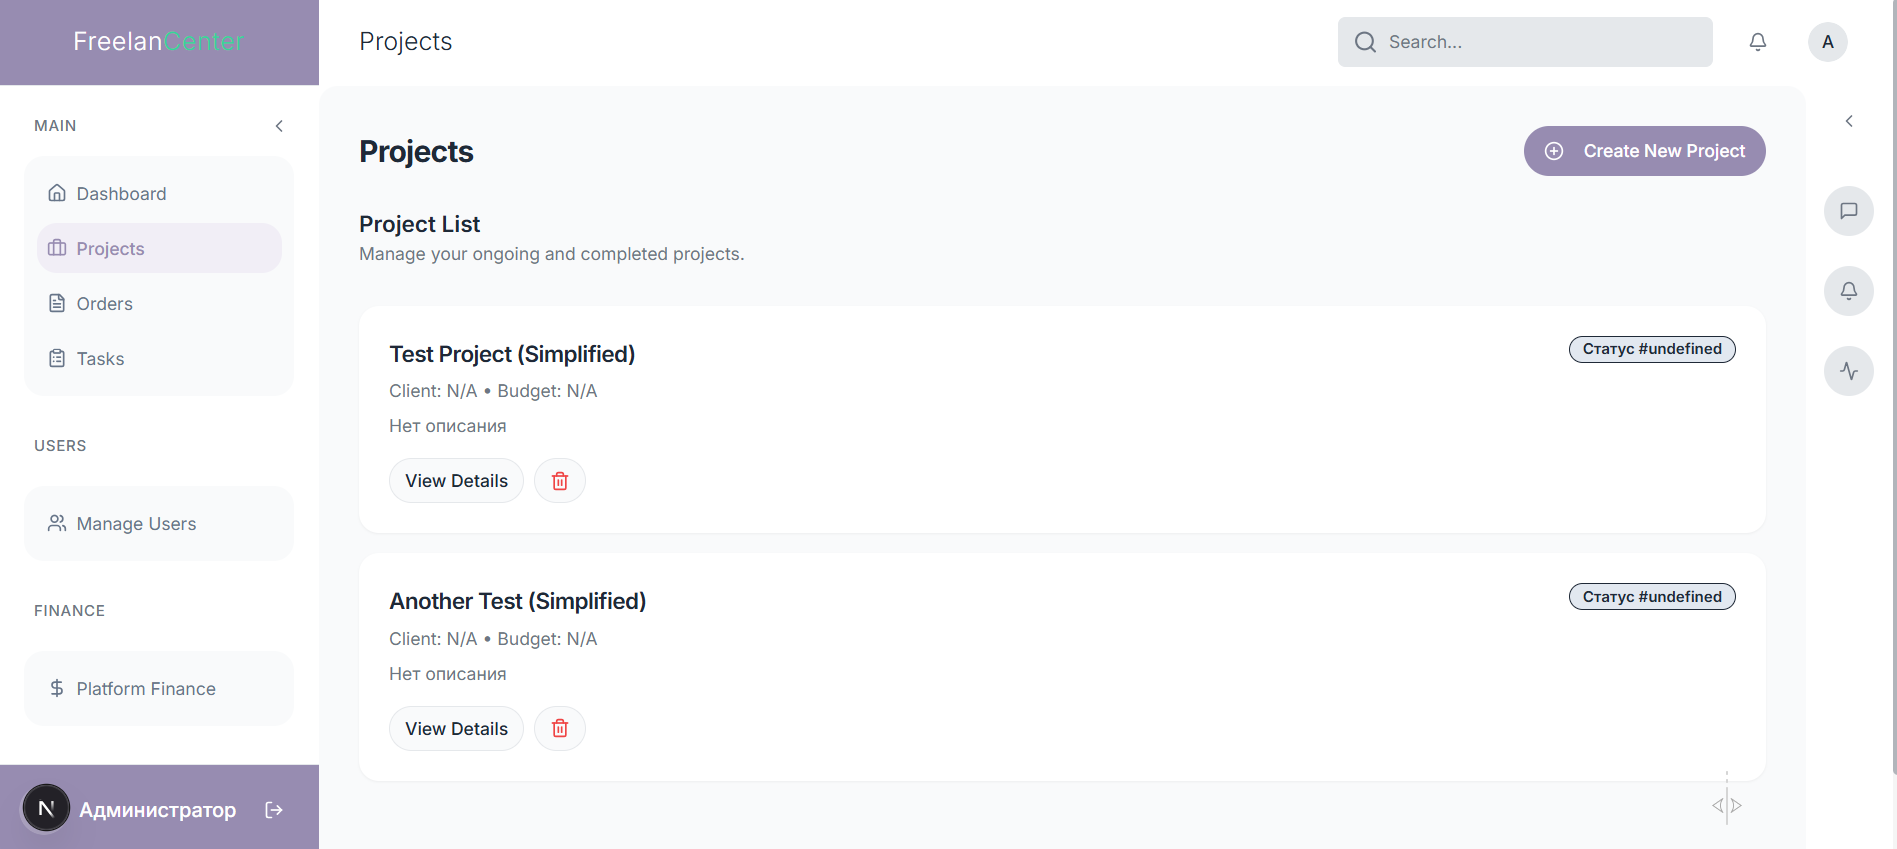 FreelanCenter
Projects
Search...
A
MAIN
Dashboard
Projects
Orders
Tasks
USERS
Manage Users
FINANCE
Platform Finance
N
Администратор
Projects
Create New Project
Project List
Manage your ongoing and completed projects.
Test Project (Simplified)
Статус #undefined
Client: N/A • Budget: N/A
Нет описания
View Details
Another Test (Simplified)
Статус #undefined
Client: N/A • Budget: N/A
Нет описания
View Details